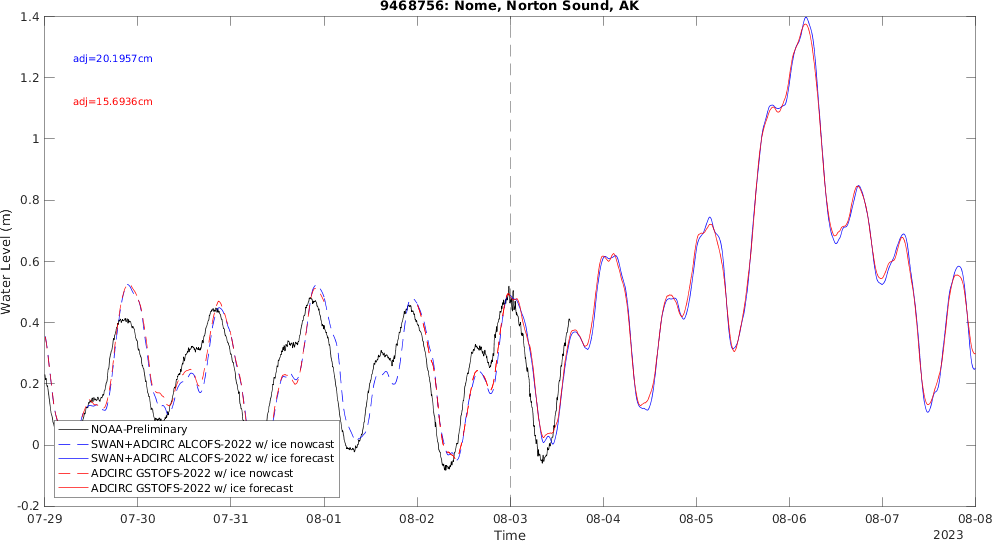 9468756: Nome, Norton Sound, AK
adj=20.1957cm
adj=15.6936cm
Water Level (m)
1.4
1.2
1
0.8
0.6
0.4
0.2
0
-0.2
NOAA-Preliminary
SWAN+ADCIRC ALCOFS-2022 w/ ice nowcast
SWAN+ADCIRC ALCOFS-2022 w/ ice forecast
ADCIRC GSTOFS-2022 w/ ice nowcast
ADCIRC GSTOFS-2022 w/ ice forecast
07-29 07-30 07-31 08-01 08-02 08-03 08-04 08-05 08-06 08-07 08-08
Time
2023